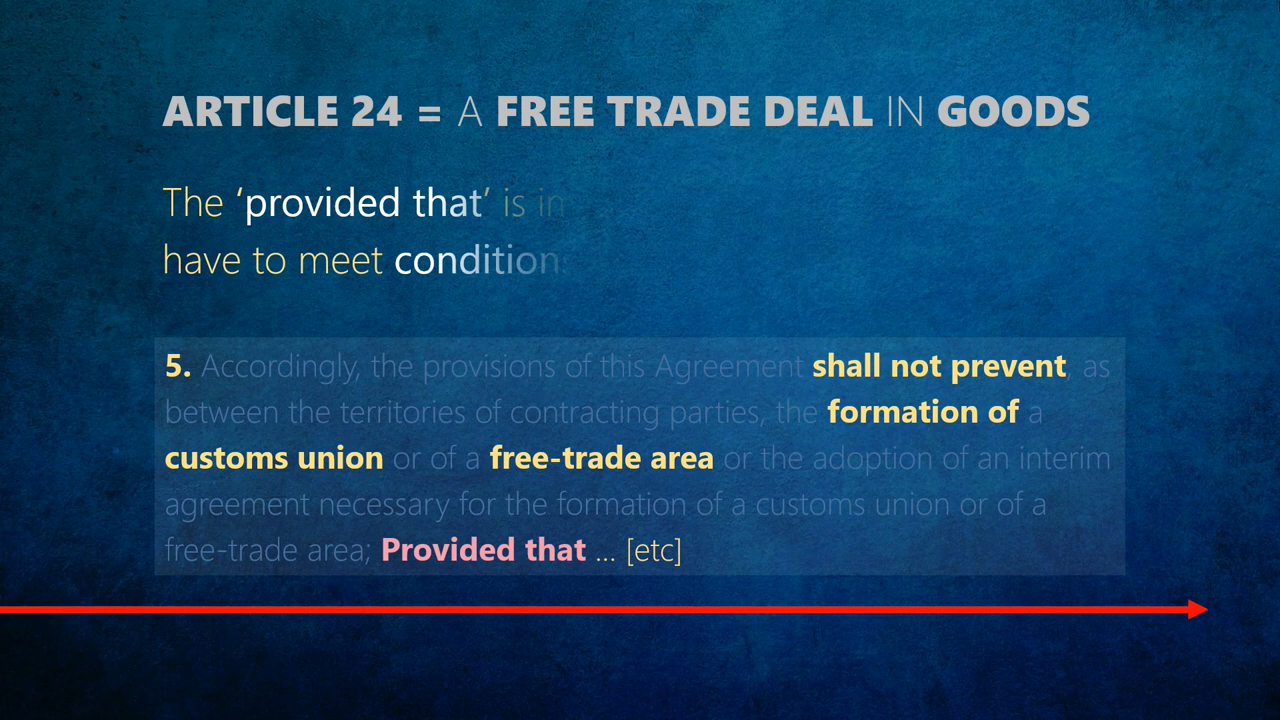 ARTICLE 24 = A FREE TRADE DEAL IN GOODS
The ‘provided that’ is
have to meet
5. Accordingly, the provisions of this Agreement shall not prevent, as
between the territories of contracting parties, the formation of a
customs union or of a free-trade area or the adoption of an interim
agreement necessary for the formation of a customs union or of a
free-trade area; Provided that ... [etc]